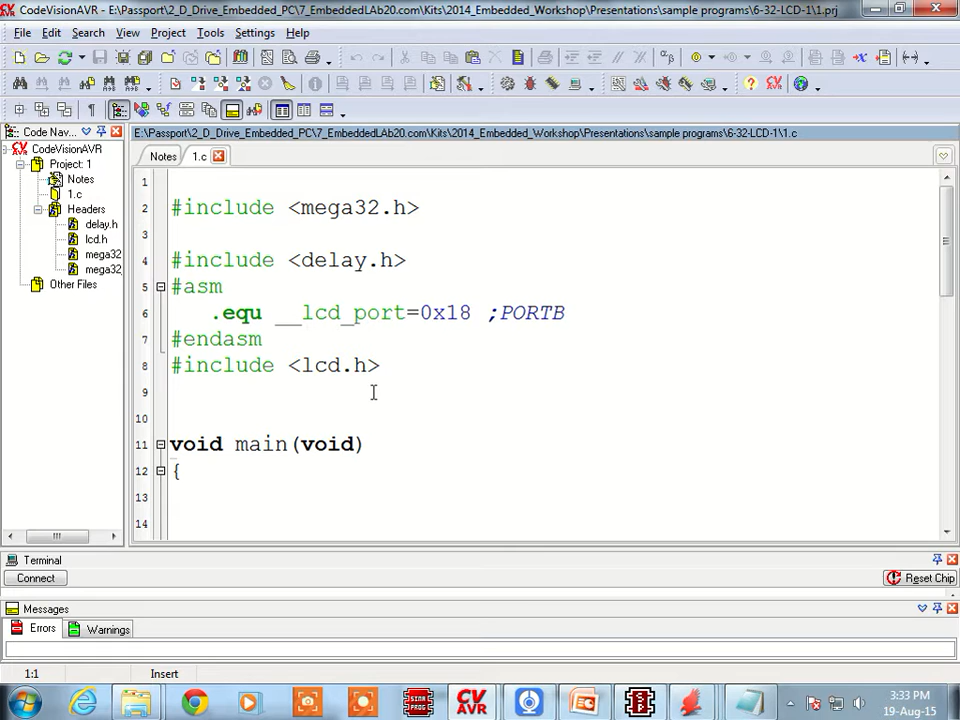 CodeVisionAVR - E:\Passport\2_D_Drive_Embedded_PC\7_EmbeddedLAb20.com\Kits\2014_Embedded_Workshop\Presentations\sample programs\6-32-LCD-1\1.prj
File Edit Search View Project Tools Settings Help
Code Nav...
E:\Passport\2_D_Drive_Embedded_PC\7_EmbeddedLAb20.com\Kits\2014_Embedded_Workshop\Presentations\sample programs\6-32-LCD-1\1.c
CodeVisionAVR
Project: 1
Notes
1.c
Headers
delay.h
lcd.h
mega32
mega32
Other Files
Notes 1.c
1
2 #include <mega32.h>
3
4 #include <delay.h>
5 #asm
6 .equ __lcd_port=0x18 ;PORTB
7 #endasm
8 #include <lcd.h>
9
10
11 void main(void)
12 {
13
14
Terminal
Connect Reset Chip
Messages
Errors Warnings
1:1 Insert
SINA PROG CV AVR
3:33 PM
19-Aug-15